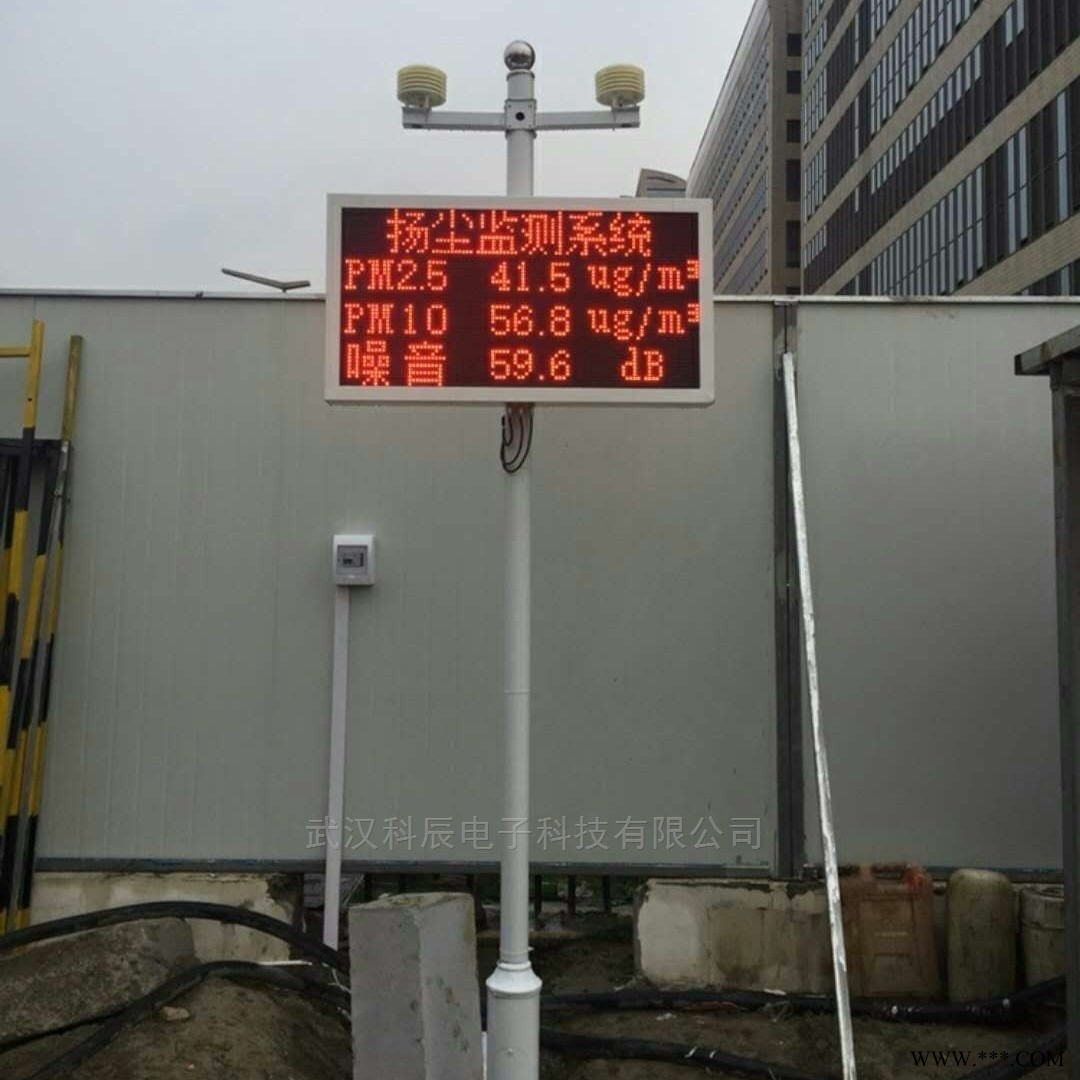 扬尘监测系统
PM2.5 41.5 ug/m³
PM10 56.8 ug/m³
噪音 59.6 dB
武汉科辰电子科技有限公司
WWW.***.COM